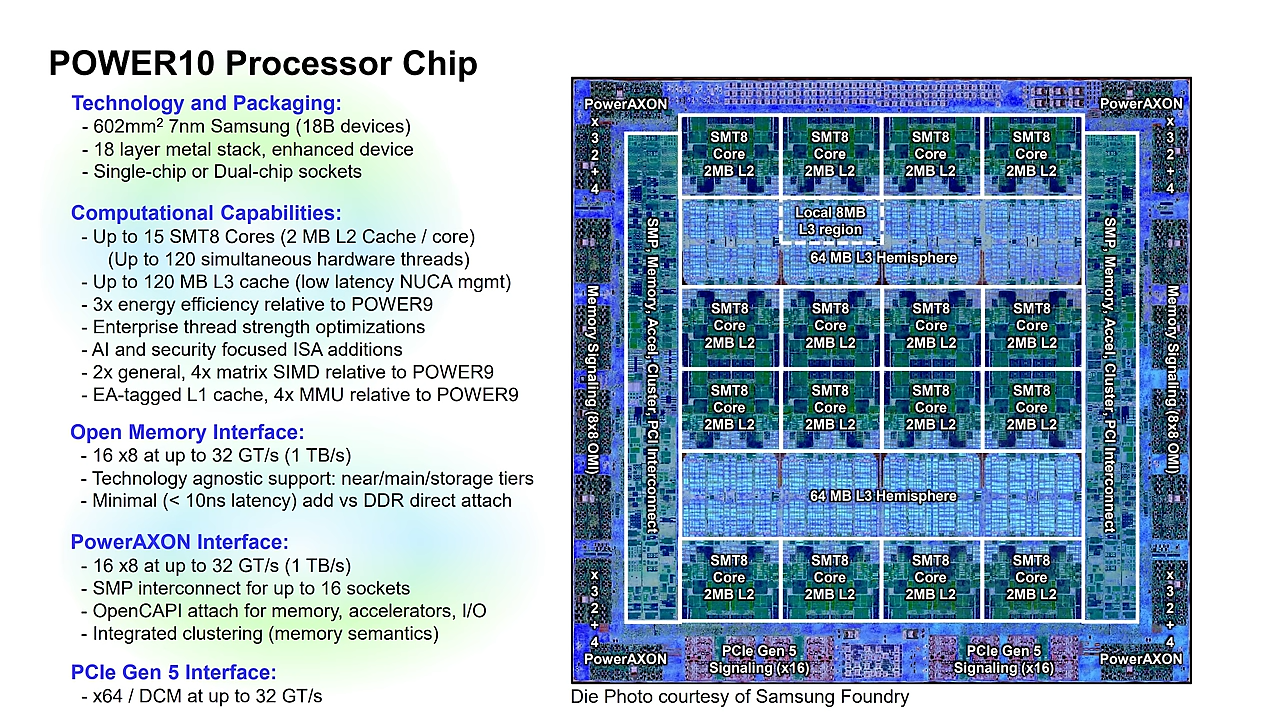 POWER10 Processor Chip
Technology and Packaging:
- 602mm² 7nm Samsung (18B devices)
- 18 layer metal stack, enhanced device
- Single-chip or Dual-chip sockets
Computational Capabilities:
- Up to 15 SMT8 Cores (2 MB L2 Cache / core)
(Up to 120 simultaneous hardware threads)
- Up to 120 MB L3 cache (low latency NUCA mgmt)
- 3x energy efficiency relative to POWER9
- Enterprise thread strength optimizations
- AI and security focused ISA additions
- 2x general, 4x matrix SIMD relative to POWER9
- EA-tagged L1 cache, 4x MMU relative to POWER9
Open Memory Interface:
- 16 x8 at up to 32 GT/s (1 TB/s)
- Technology agnostic support: near/main/storage tiers
- Minimal (< 10ns latency) add vs DDR direct attach
PowerAXON Interface:
- 16 x8 at up to 32 GT/s (1 TB/s)
- SMP interconnect for up to 16 sockets
- OpenCAPI attach for memory, accelerators, I/O
- Integrated clustering (memory semantics)
PCIe Gen 5 Interface:
- x64 / DCM at up to 32 GT/s
PowerAXON
x32+4
PowerAXON
x32+4
SMT8
Core
2MB L2
SMT8
Core
2MB L2
SMT8
Core
2MB L2
SMT8
Core
2MB L2
Local 8MB
L3 region
64 MB L3 Hemisphere
Memory Signaling (8x8 OMI)
SMP, Memory, Accel, Cluster, PCI Interconnect
SMP, Memory, Accel, Cluster, PCI Interconnect
Memory Signaling (8x8 OMI)
SMT8
Core
2MB L2
SMT8
Core
2MB L2
SMT8
Core
2MB L2
SMT8
Core
2MB L2
SMT8
Core
2MB L2
SMT8
Core
2MB L2
SMT8
Core
2MB L2
SMT8
Core
2MB L2
64 MB L3 Hemisphere
SMT8
Core
2MB L2
SMT8
Core
2MB L2
SMT8
Core
2MB L2
SMT8
Core
2MB L2
x32+4
PowerAXON
PCIe Gen 5
Signaling (x16)
PCIe Gen 5
Signaling (x16)
x32+4
PowerAXON
Die Photo courtesy of Samsung Foundry